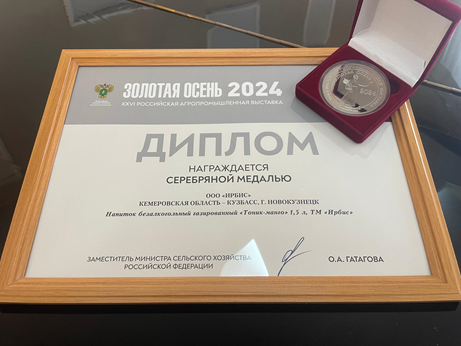 ЗОЛОТАЯ ОСЕНЬ 2024
XXVI РОССИЙСКАЯ АГРОПРОМЫШЛЕННАЯ ВЫСТАВКА
ДИПЛОМ
НАГРАЖДАЕТСЯ
СЕРЕБРЯНОЙ МЕДАЛЬЮ
ООО «ИРБИС»
КЕМЕРОВСКАЯ ОБЛАСТЬ – КУЗБАСС, Г. НОВОКУЗНЕЦК
Напиток безалкогольный газированный «Тоник-манго» 1,5 л, ТМ «Ирбис»
ЗАМЕСТИТЕЛЬ МИНИСТРА СЕЛЬСКОГО ХОЗЯЙСТВА
РОССИЙСКОЙ ФЕДЕРАЦИИ
О.А. ГАТАГОВА
2024